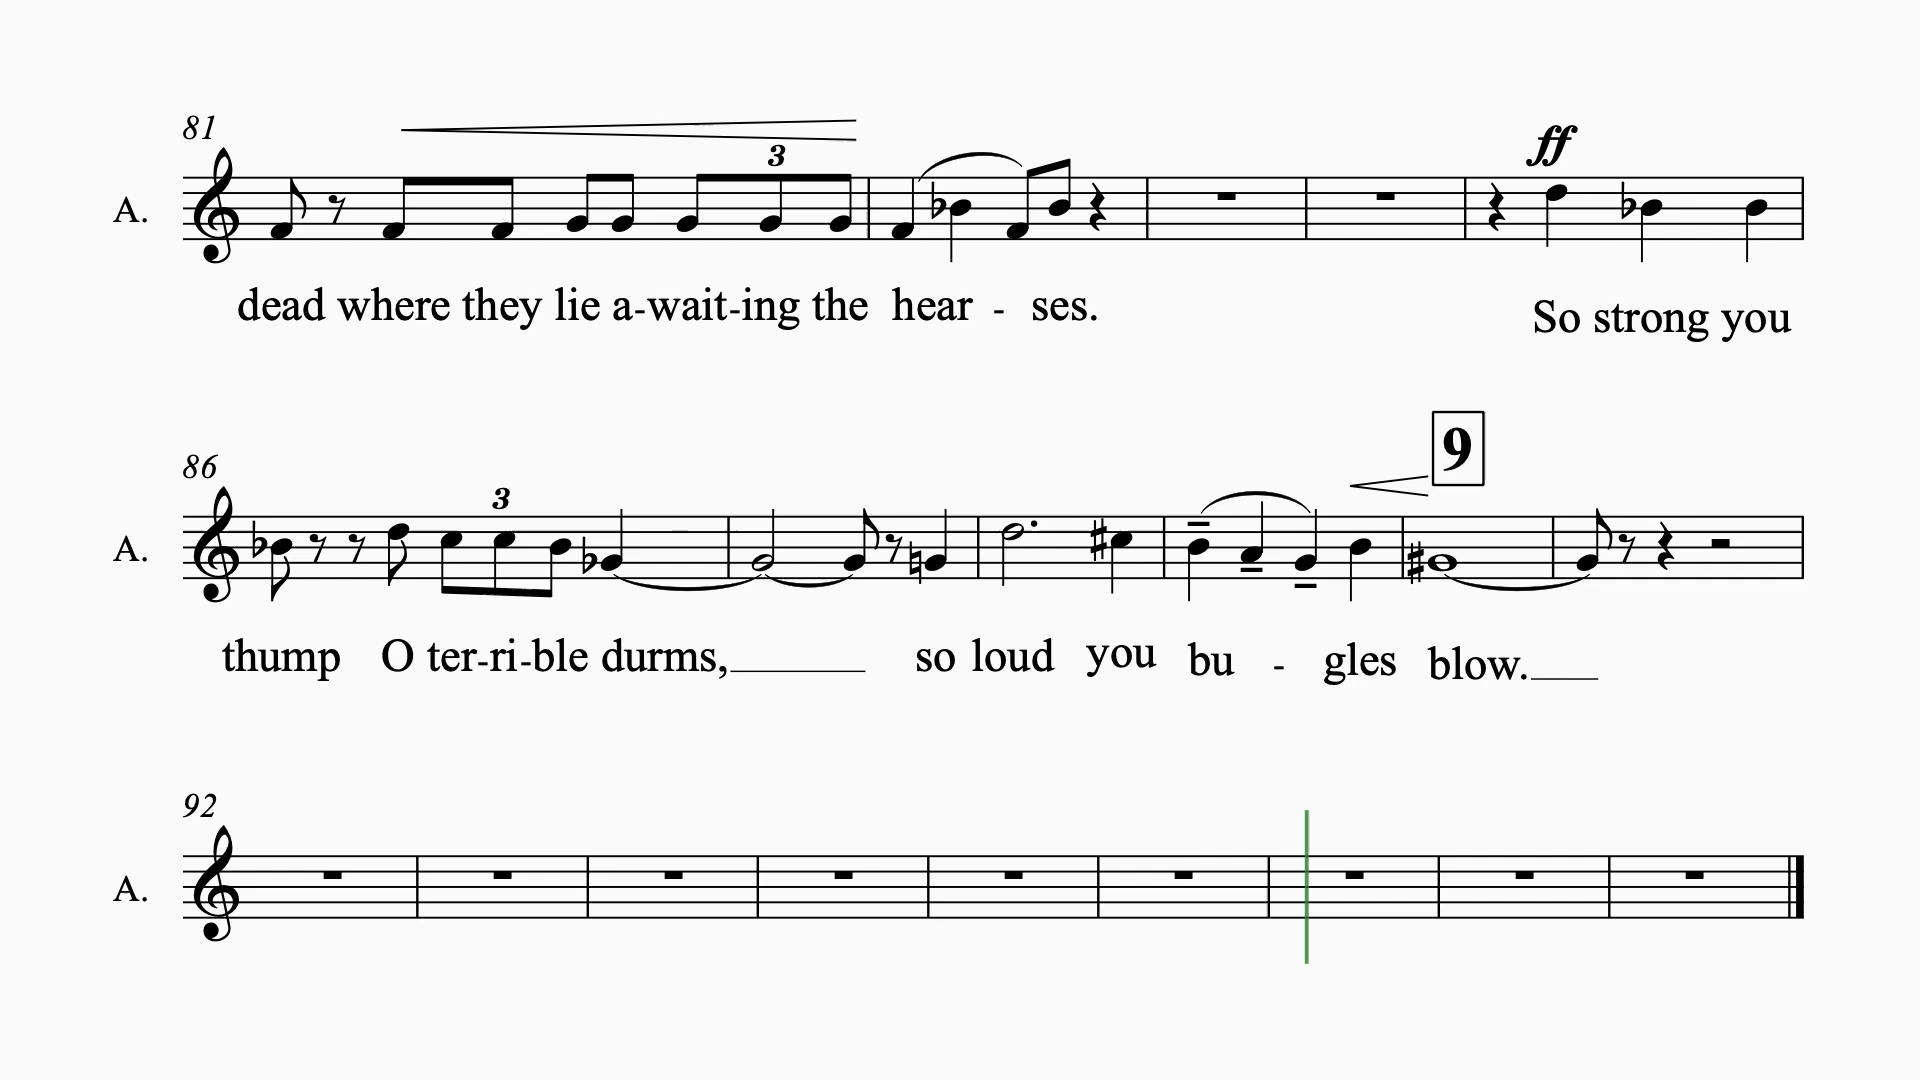 81
3
ff
A.
dead where they lie a-wait-ing the hear - ses.
So strong you
9
86
3
A.
thump O ter-ri-ble durms, so loud you bu - gles blow.
92
A.